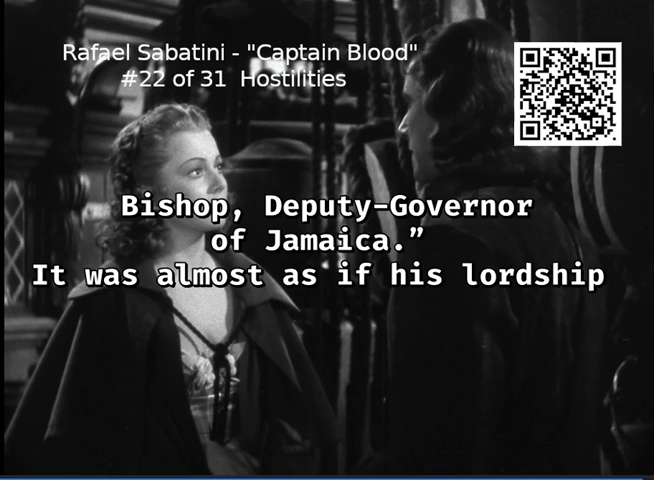 Rafael Sabatini - "Captain Blood"
#22 of 31  Hostilities
Bishop, Deputy-Governor
of Jamaica.”
It was almost as if his lordship